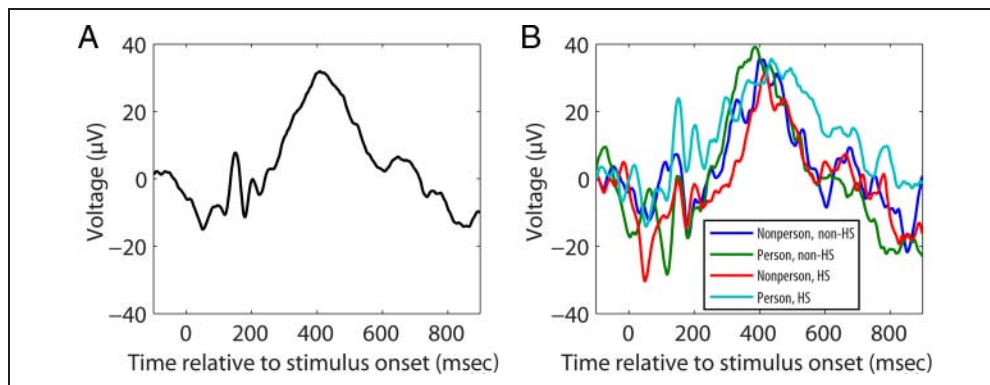 A
40
20
0
−20
−40
Voltage (µV)
0 200 400 600 800
Time relative to stimulus onset (msec)
B
40
20
0
−20
−40
Voltage (µV)
Nonperson, non-HS
Person, non-HS
Nonperson, HS
Person, HS
0 200 400 600 800
Time relative to stimulus onset (msec)